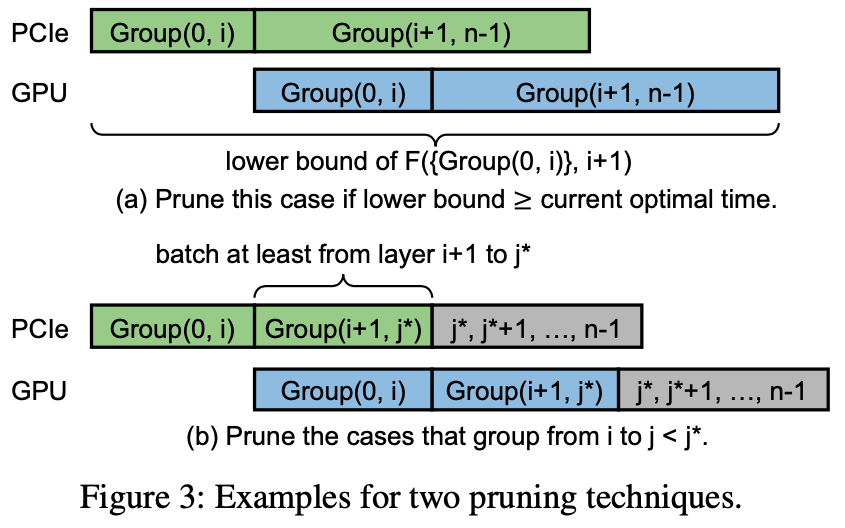 PCIe Group(0, i) Group(i+1, n-1)
GPU Group(0, i) Group(i+1, n-1)
lower bound of F({Group(0, i)}, i+1)
(a) Prune this case if lower bound ≥ current optimal time.
batch at least from layer i+1 to j*
PCIe Group(0, i) Group(i+1, j*) j*, j*+1, …, n-1
GPU Group(0, i) Group(i+1, j*) j*, j*+1, …, n-1
(b) Prune the cases that group from i to j < j*.
Figure 3: Examples for two pruning techniques.